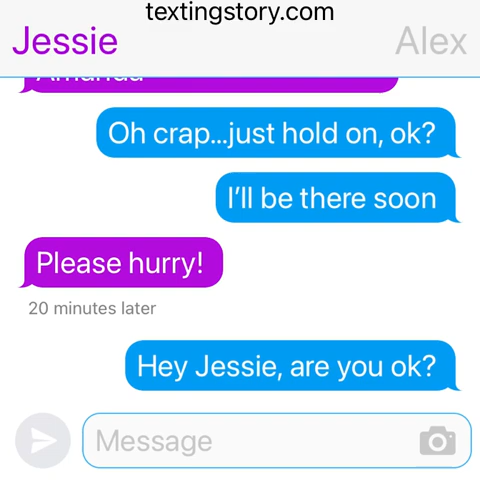 textingstory.com
Jessie
Alex
Amanda
Oh crap...just hold on, ok?
I'll be there soon
Please hurry!
20 minutes later
Hey Jessie, are you ok?
Message